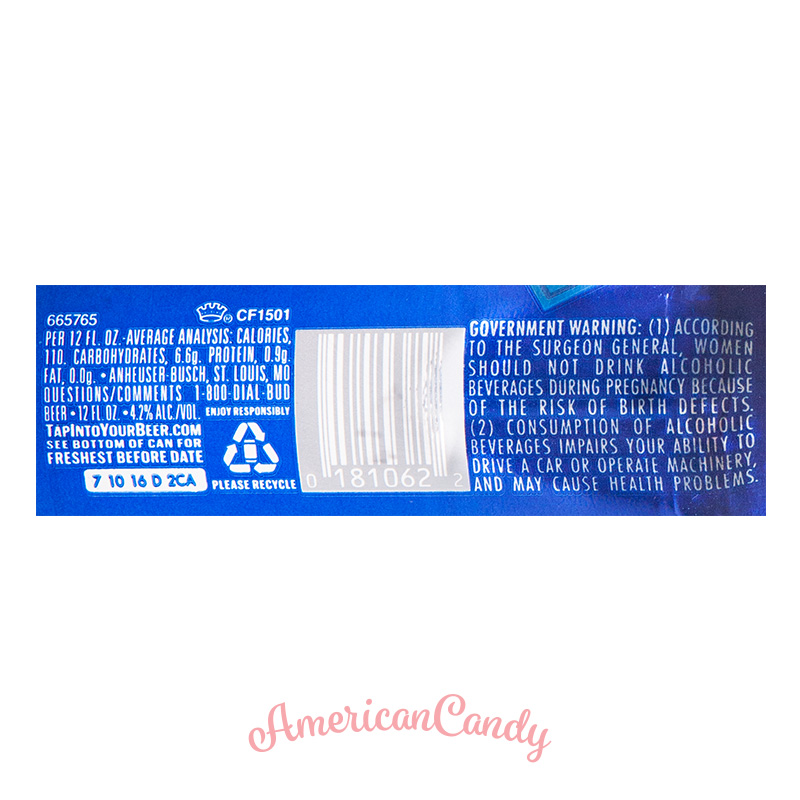 665765
CF1501
PER 12 FL. OZ.-AVERAGE ANALYSIS: CALORIES,
110. CARBOHYDRATES, 6.6g. PROTEIN, 0.9g.
FAT, 0.0g. • ANHEUSER-BUSCH, ST. LOUIS, MO
QUESTIONS/COMMENTS 1-800-DIAL-BUD
BEER • 12 FL OZ. • 4.2% ALC./VOL. ENJOY RESPONSIBLY
TAPINTOYOURBEER.COM
SEE BOTTOM OF CAN FOR
FRESHEST BEFORE DATE
7 10 16 D 2CA
PLEASE RECYCLE
0 181062 2
GOVERNMENT WARNING: (1) ACCORDING
TO THE SURGEON GENERAL, WOMEN
SHOULD NOT DRINK ALCOHOLIC
BEVERAGES DURING PREGNANCY BECAUSE
OF THE RISK OF BIRTH DEFECTS.
(2) CONSUMPTION OF ALCOHOLIC
BEVERAGES IMPAIRS YOUR ABILITY TO
DRIVE A CAR OR OPERATE MACHINERY,
AND MAY CAUSE HEALTH PROBLEMS.
AmericanCandy